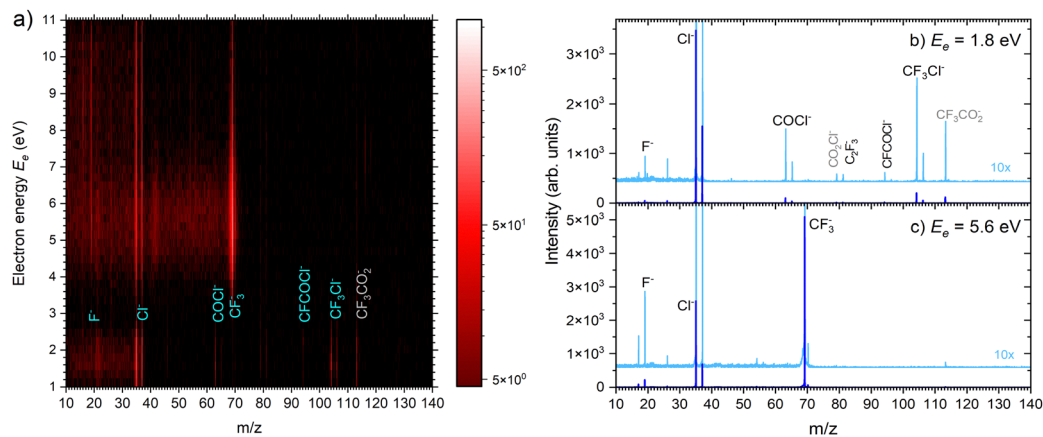 a)
11
10
9
8
7
6
5
4
3
2
1
Electron energy Eₑ (eV)
F⁻
Cl⁻
COCl⁻
CF₃⁻
CFCOCl⁻
CF₃Cl⁻
CF₃CO₂⁻
10 20 30 40 50 60 70 80 90 100 110 120 130 140
m/z
5×10²
5×10¹
5×10⁰
Intensity (arb. units)
b) Eₑ = 1.8 eV
3×10³
2×10³
1×10³
0
F⁻
Cl⁻
COCl⁻
CO₂Cl⁻
C₂F₃⁻
CFCOCl⁻
CF₃Cl⁻
CF₃CO₂⁻
10x
c) Eₑ = 5.6 eV
5×10³
4×10³
3×10³
2×10³
1×10³
0
F⁻
Cl⁻
CF₃⁻
10x
10 20 30 40 50 60 70 80 90 100 110 120 130 140
m/z